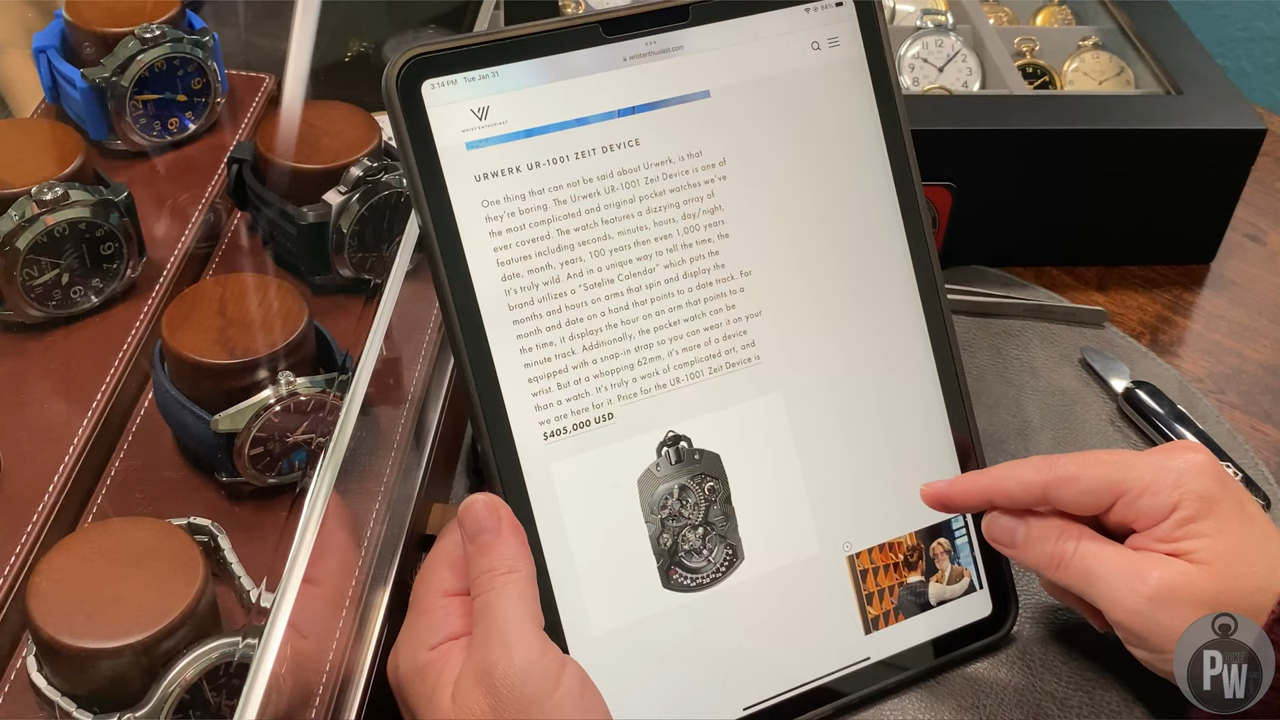 3:14 PM Tue Jan 31
wristenthusiast.com
84%
WRIST ENTHUSIAST
URWERK UR-1001 ZEIT DEVICE
One thing that can not be said about Urwerk, is that
they're boring. The Urwerk UR-1001 Zeit Device is one of
the most complicated and original pocket watches we've
ever covered. The watch features a dizzying array of
features including seconds, minutes, hours, day/night,
date, month, years, 100 years then even 1,000 years.
It's truly wild. And in a unique way to tell the time, the
brand utilizes a "Satelite Calendar" which puts the
months and hours on arms that spin and display the
month and date on a hand that points to a date track. For
the time, it displays the hour on an arm that points to a
minute track. Additionally, the pocket watch can be
equipped with a snap-in strap so you can wear it on your
wrist. But at a whopping 62mm, it's more of a device
than a watch. It's truly a work of complicated art, and
we are here for it. Price for the UR-1001 Zeit Device is
$405,000 USD
PW